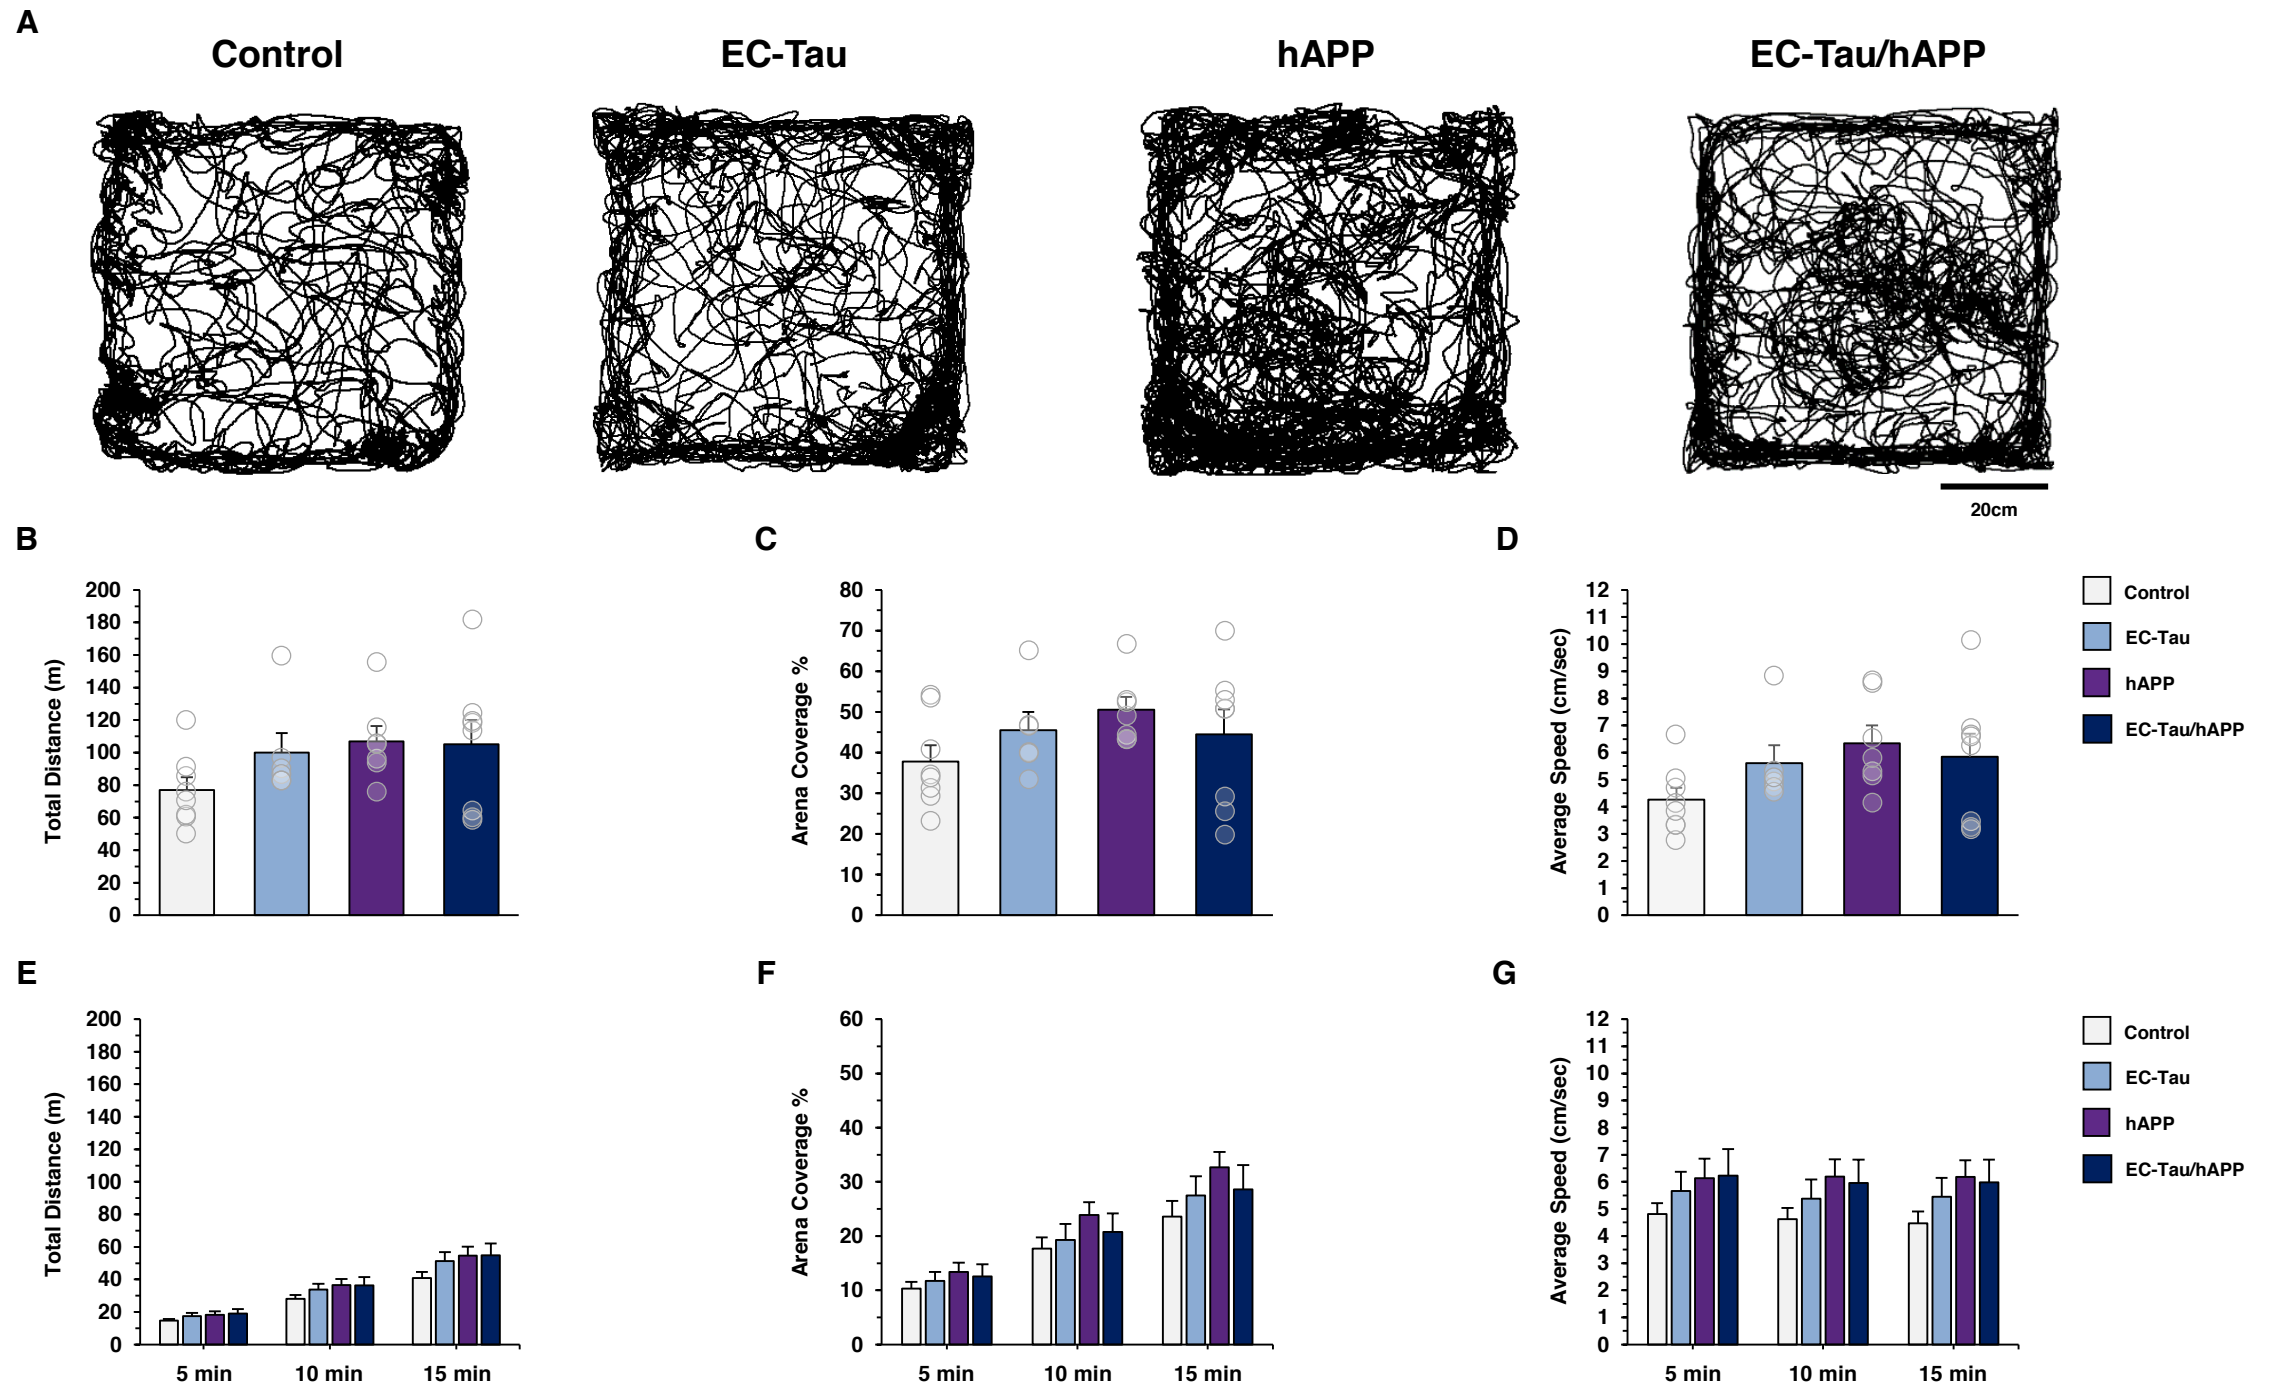 A
Control
EC-Tau
hAPP
EC-Tau/hAPP
20cm
B
Total Distance (m)
200
180
160
140
120
100
80
60
40
20
0
C
Arena Coverage %
80
70
60
50
40
30
20
10
0
D
Average Speed (cm/sec)
12
11
10
9
8
7
6
5
4
3
2
1
0
Control
EC-Tau
hAPP
EC-Tau/hAPP
E
Total Distance (m)
200
180
160
140
120
100
80
60
40
20
0
5 min
10 min
15 min
F
Arena Coverage %
60
50
40
30
20
10
0
5 min
10 min
15 min
G
Average Speed (cm/sec)
12
11
10
9
8
7
6
5
4
3
2
1
0
5 min
10 min
15 min
Control
EC-Tau
hAPP
EC-Tau/hAPP